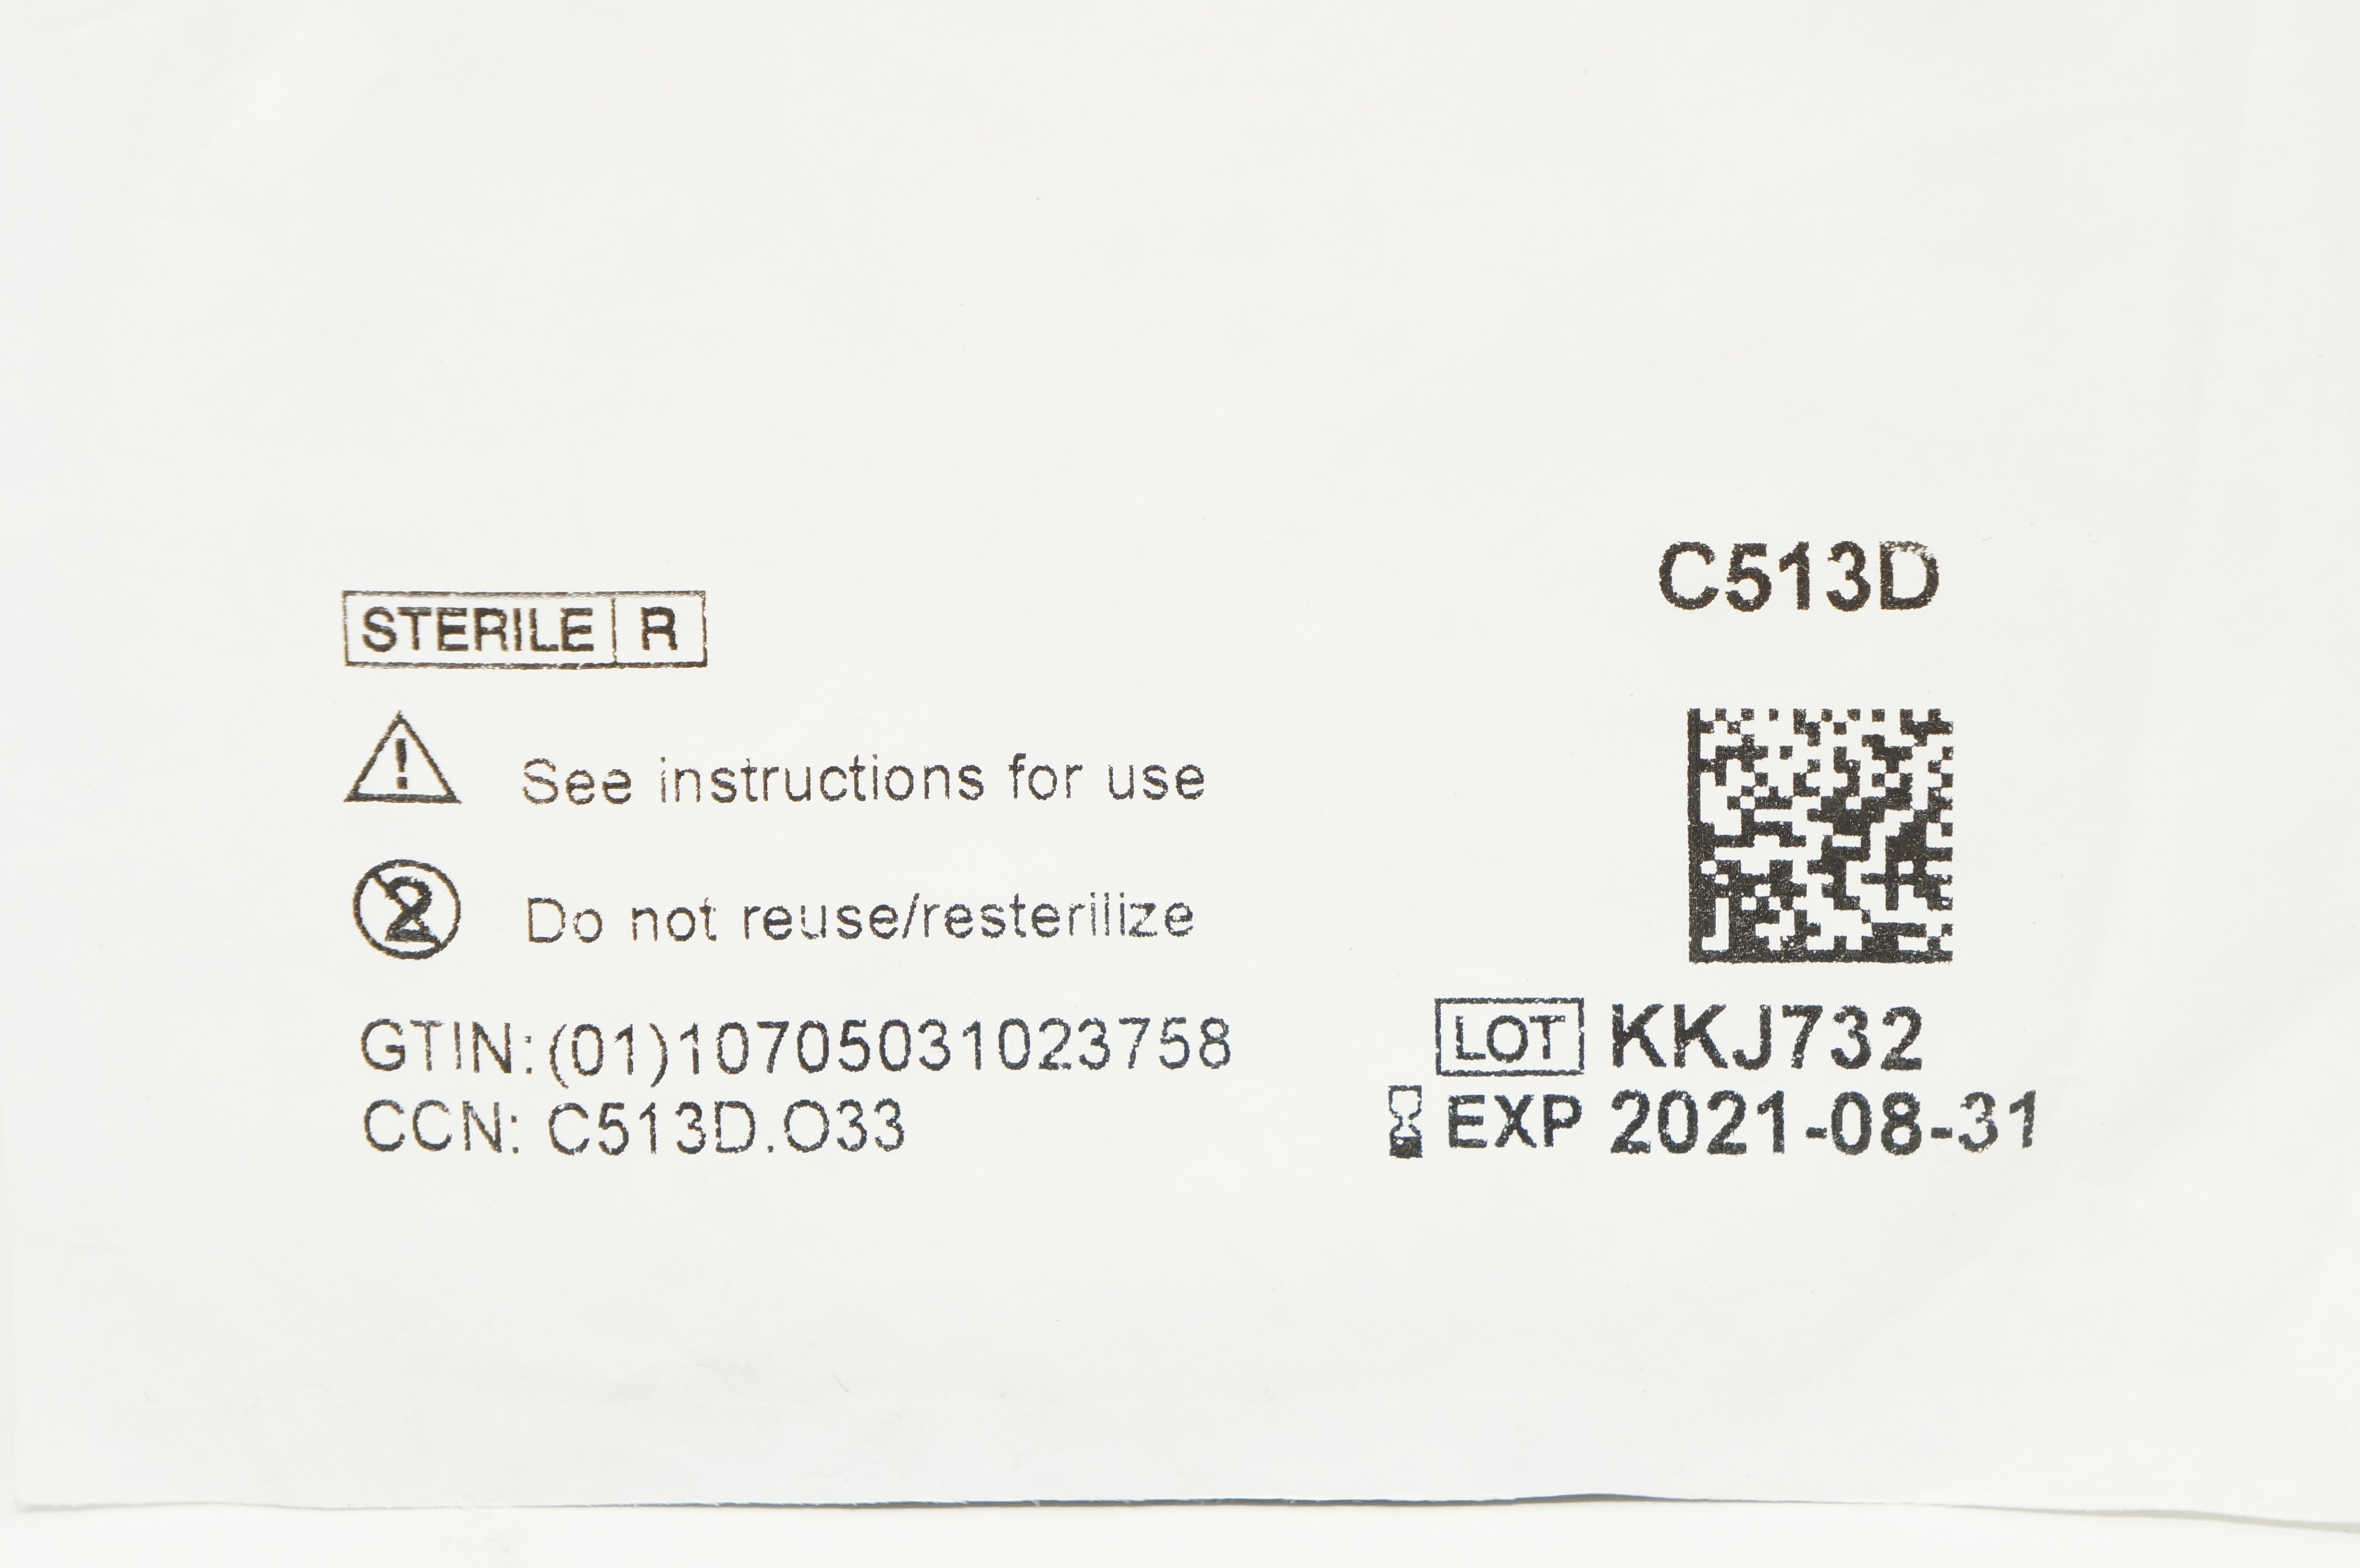 C513D
STERILE R
See instructions for use
Do not reuse/resterilize
GTIN:(01)10705031023758
CCN: C513D.O33
LOT KKJ732
EXP 2021-08-31